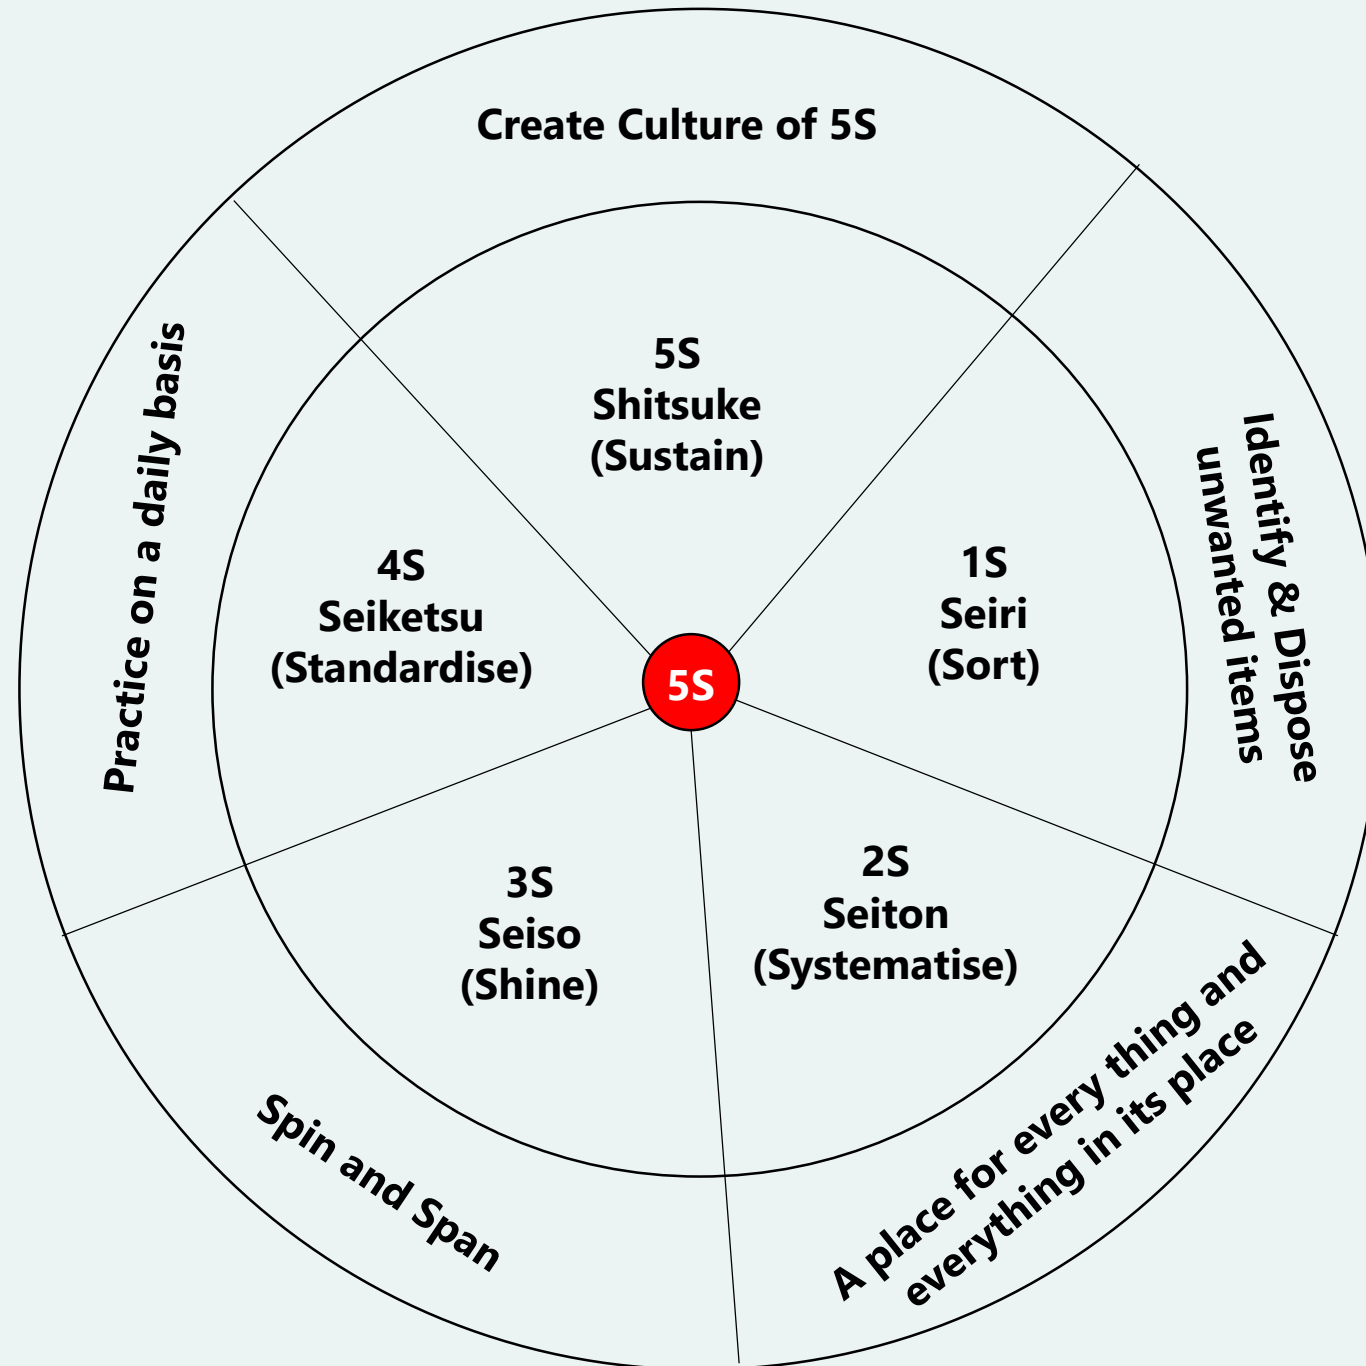 Create Culture of 5S
5S
Shitsuke
(Sustain)
Identify & Dispose
unwanted items
1S
Seiri
(Sort)
A place for every thing and
everything in its place
2S
Seiton
(Systematise)
Spin and Span
3S
Seiso
(Shine)
Practice on a daily basis
4S
Seiketsu
(Standardise)
5S